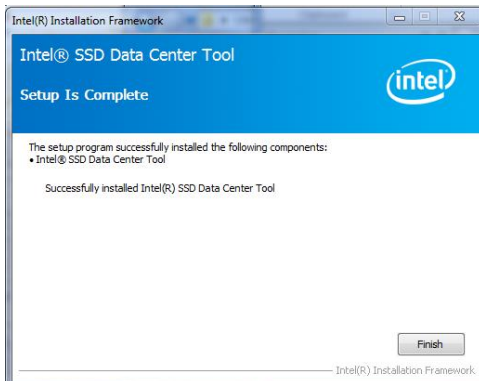 Intel(R) Installation Framework
Intel® SSD Data Center Tool
Setup Is Complete
intel
The setup program successfully installed the following components:
• Intel® SSD Data Center Tool
Successfully installed Intel(R) SSD Data Center Tool
Finish
Intel(R) Installation Framework